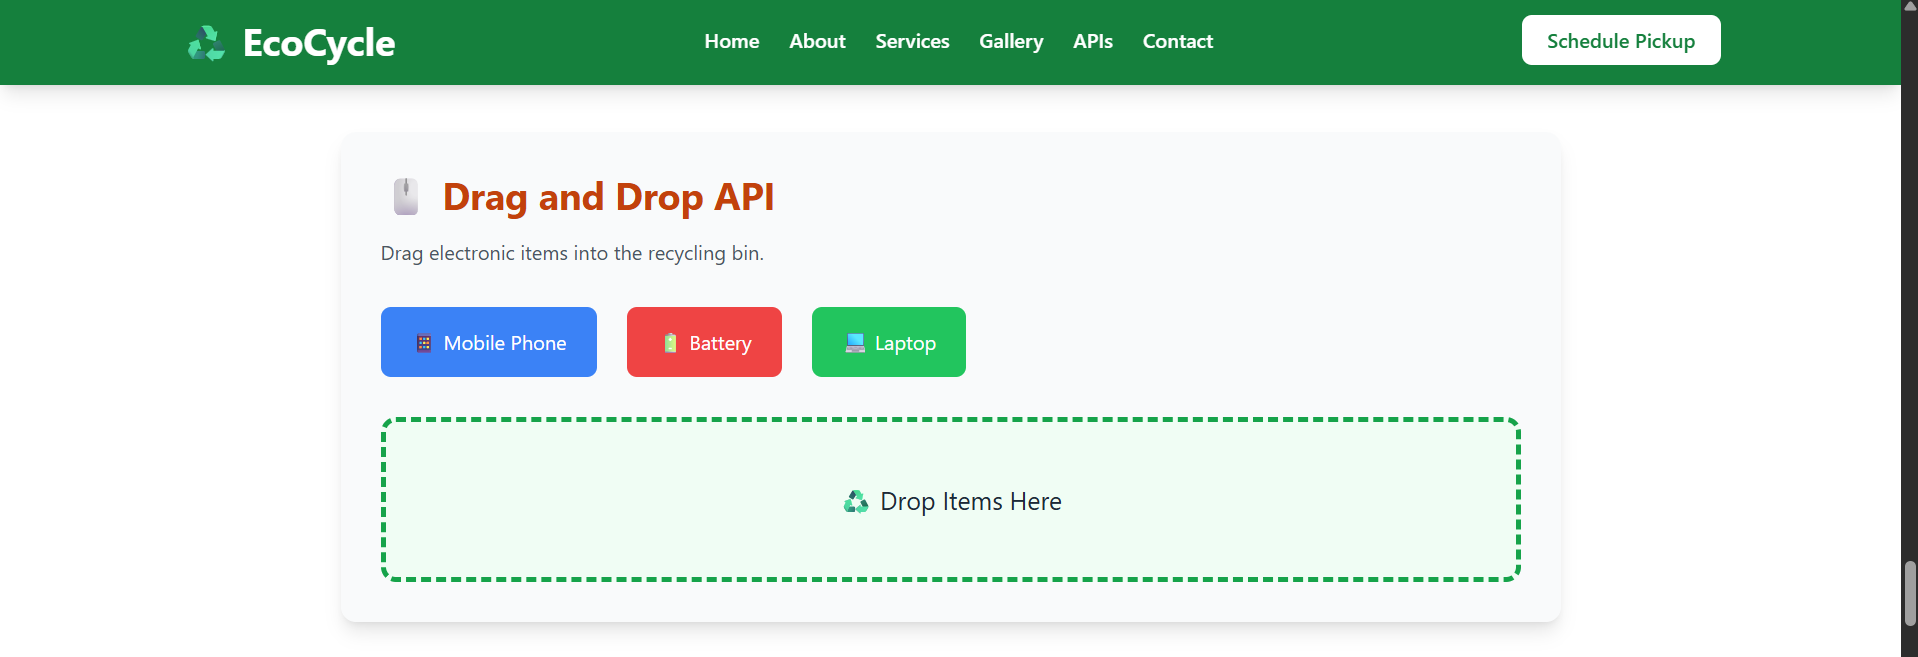 EcoCycle
Home About Services Gallery APIs Contact
Schedule Pickup
Drag and Drop API
Drag electronic items into the recycling bin.
Mobile Phone
Battery
Laptop
Drop Items Here